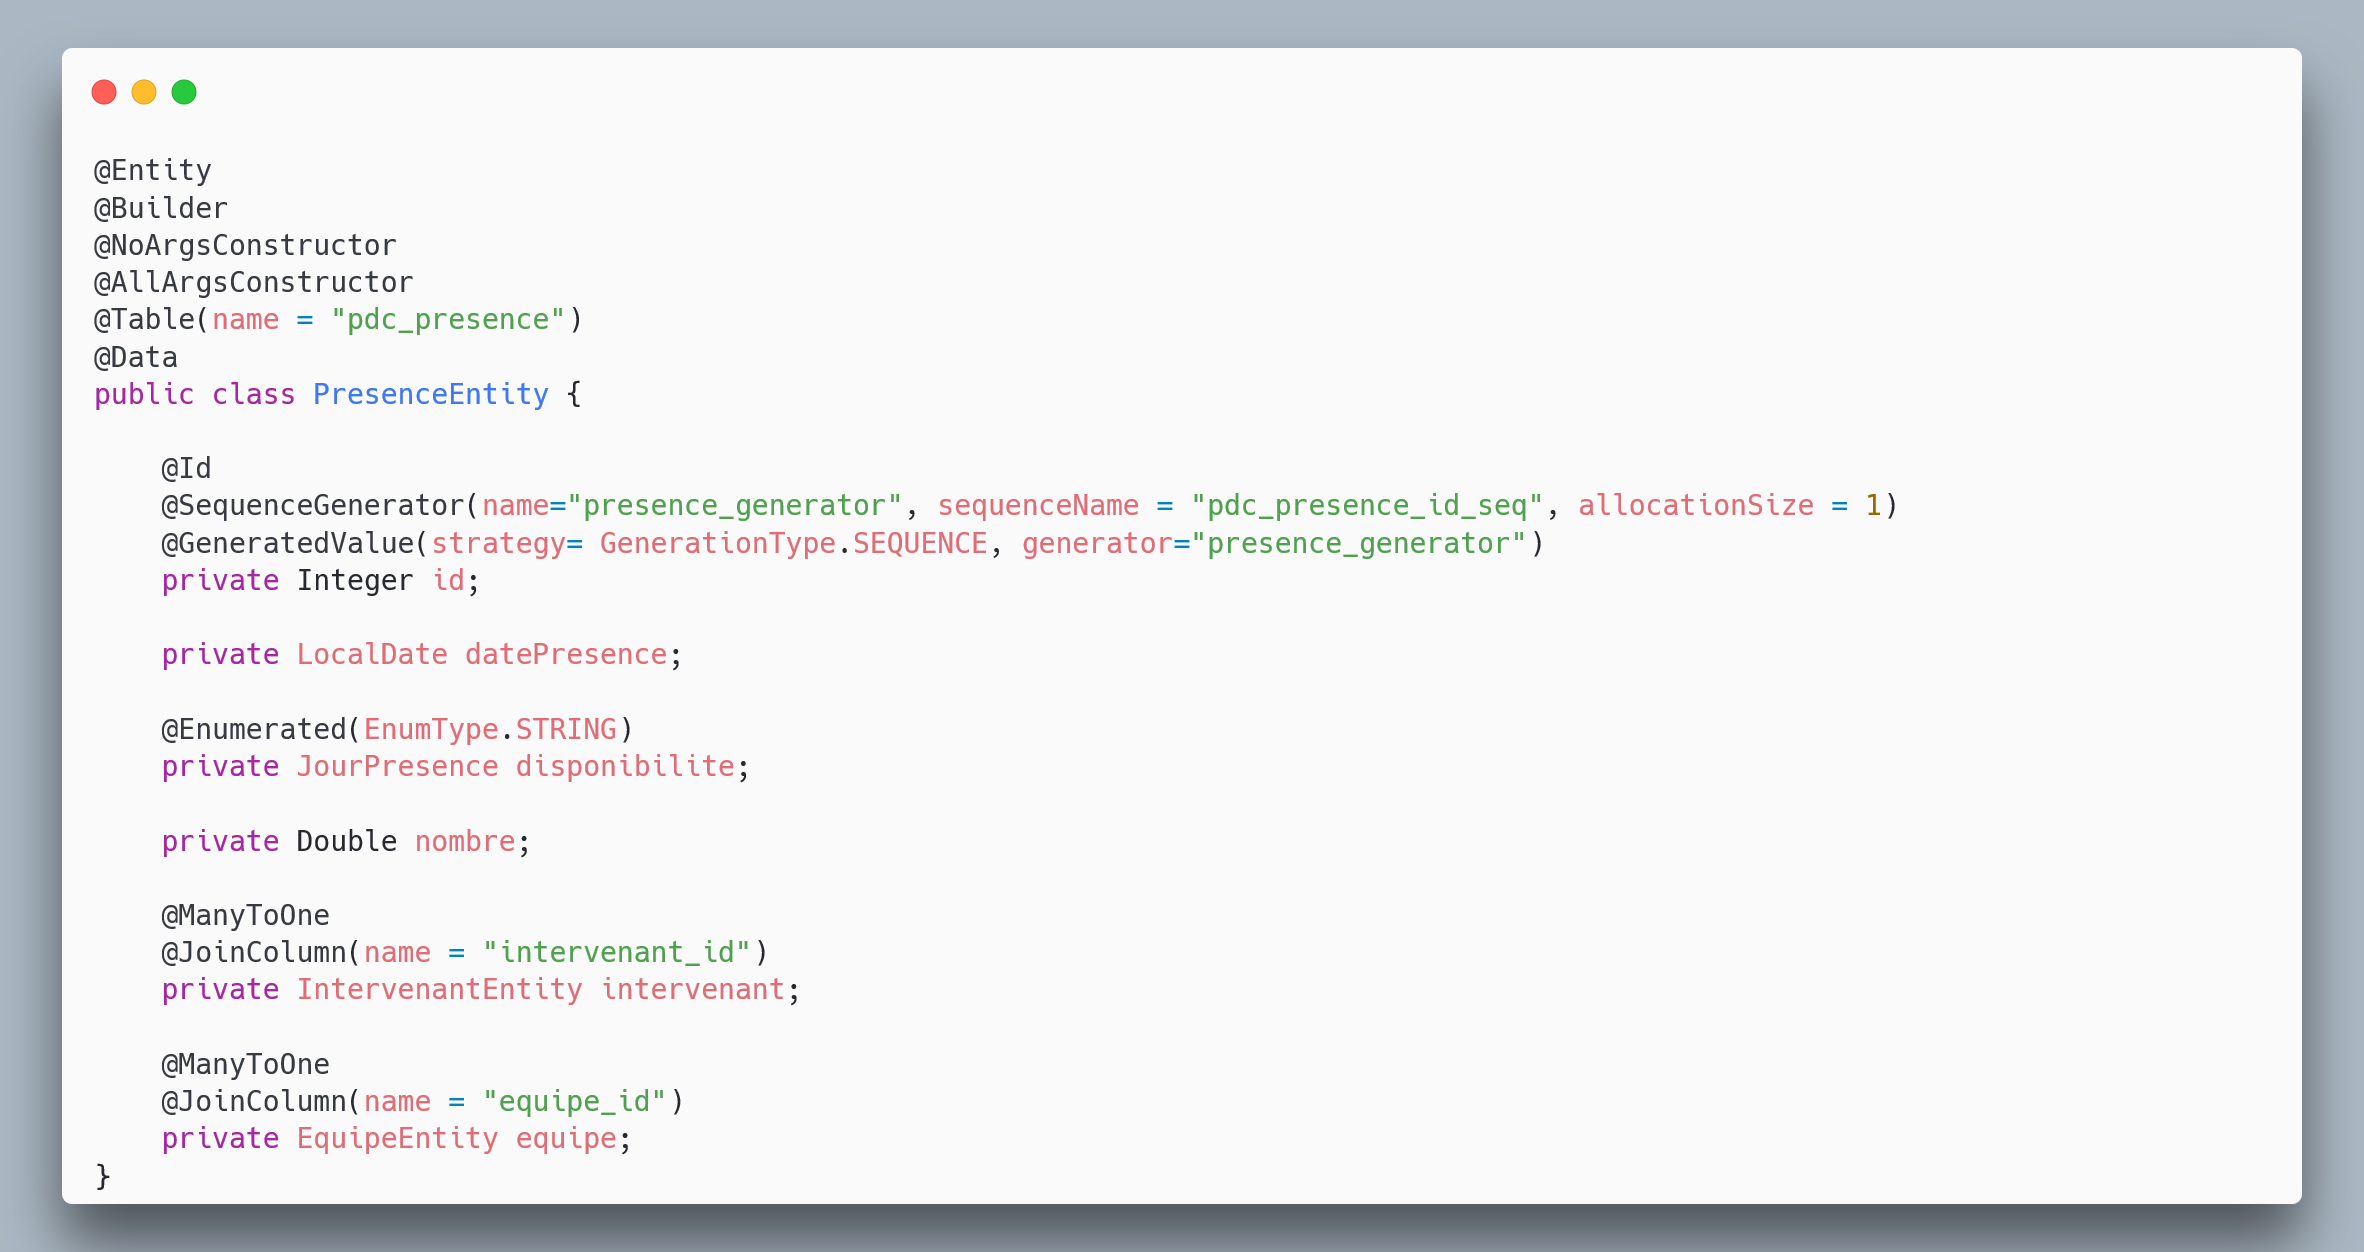 @Entity
@Builder
@NoArgsConstructor
@AllArgsConstructor
@Table(name = "pdc_presence")
@Data
public class PresenceEntity {
@Id
@SequenceGenerator(name="presence_generator", sequenceName = "pdc_presence_id_seq", allocationSize = 1)
@GeneratedValue(strategy= GenerationType.SEQUENCE, generator="presence_generator")
private Integer id;
private LocalDate datePresence;
@Enumerated(EnumType.STRING)
private JourPresence disponibilite;
private Double nombre;
@ManyToOne
@JoinColumn(name = "intervenant_id")
private IntervenantEntity intervenant;
@ManyToOne
@JoinColumn(name = "equipe_id")
private EquipeEntity equipe;
}